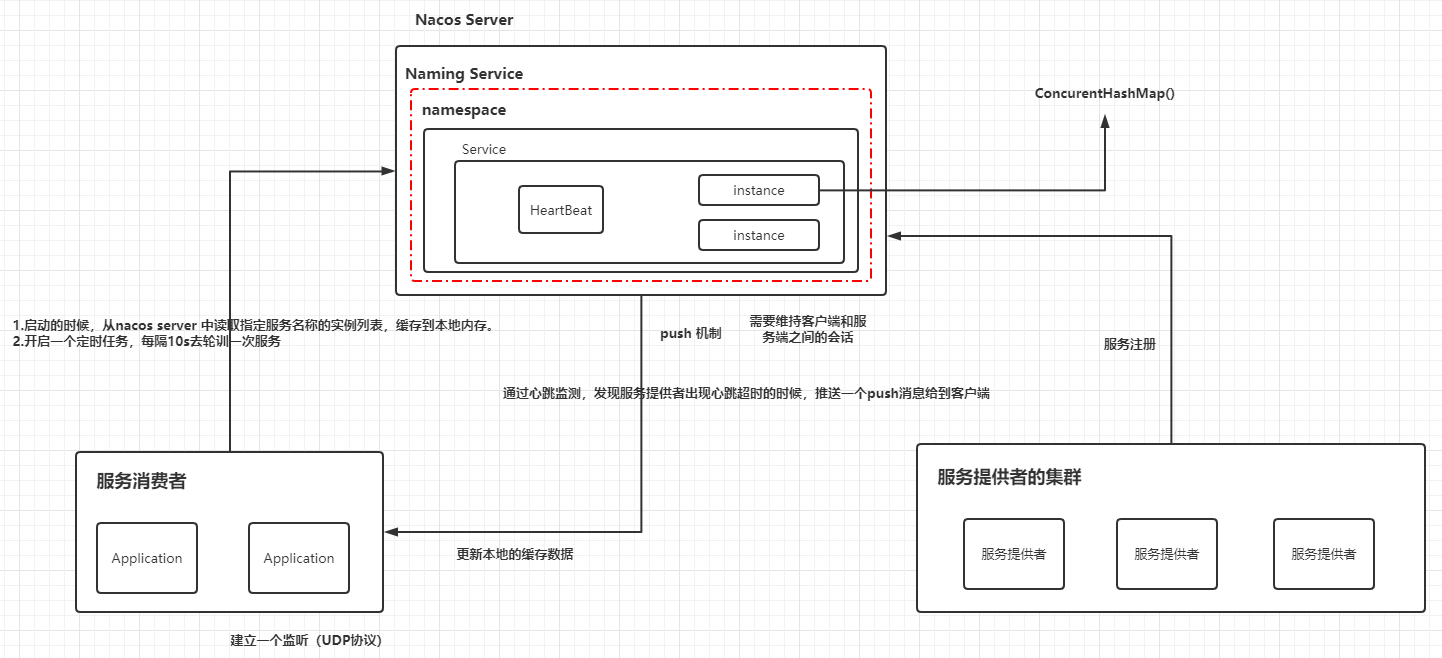 Nacos Server
Naming Service
namespace
Service
HeartBeat
instance
instance
ConcurentHashMap()
1.启动的时候，从nacos server 中读取指定服务名称的实例列表，缓存到本地内存。
2.开启一个定时任务，每隔10s去轮训一次服务
push 机制
需要维持客户端和服
务端之间的会话
服务注册
通过心跳监测，发现服务提供者出现心跳超时的时候，推送一个push消息给到客户端
服务消费者
Application
Application
更新本地的缓存数据
建立一个监听（UDP协议）
服务提供者的集群
服务提供者
服务提供者
服务提供者